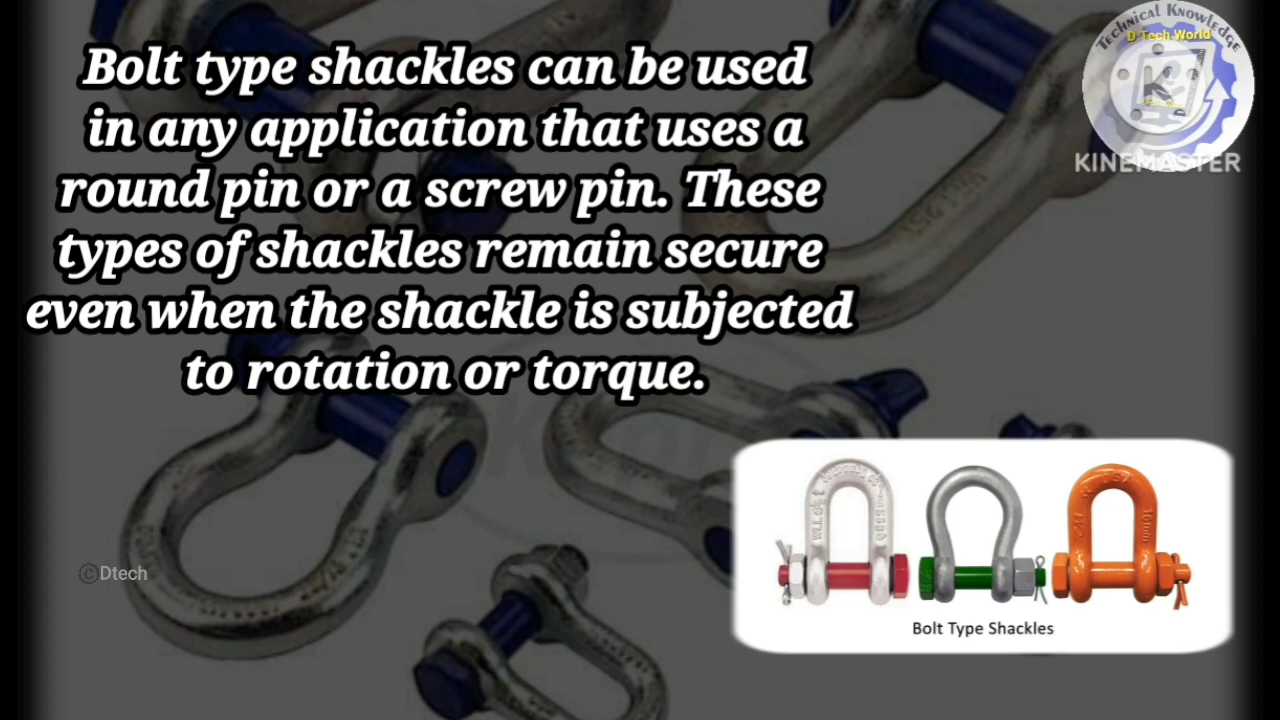 Bolt type shackles can be used
in any application that uses a
round pin or a screw pin. These
types of shackles remain secure
even when the shackle is subjected
to rotation or torque.
Technical Knowledge
D Tech World
K
KINEMASTER
©Dtech
Bolt Type Shackles